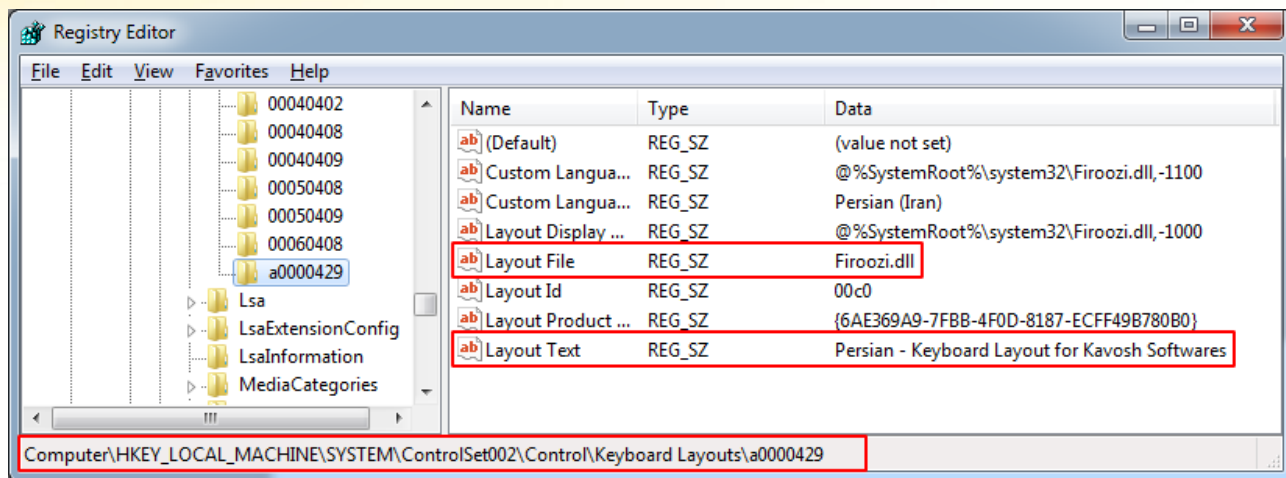 Registry Editor
File Edit View Favorites Help
00040402
00040408
00040409
00050408
00050409
00060408
a0000429
Lsa
LsaExtensionConfig
LsaInformation
MediaCategories
Name Type Data
(Default) REG_SZ (value not set)
Custom Langua... REG_SZ @%SystemRoot%\system32\Firoozi.dll,-1100
Custom Langua... REG_SZ Persian (Iran)
Layout Display ... REG_SZ @%SystemRoot%\system32\Firoozi.dll,-1000
Layout File REG_SZ Firoozi.dll
Layout Id REG_SZ 00c0
Layout Product ... REG_SZ {6AE369A9-7FBB-4F0D-8187-ECFF49B780B0}
Layout Text REG_SZ Persian - Keyboard Layout for Kavosh Softwares
Computer\HKEY_LOCAL_MACHINE\SYSTEM\ControlSet002\Control\Keyboard Layouts\a0000429